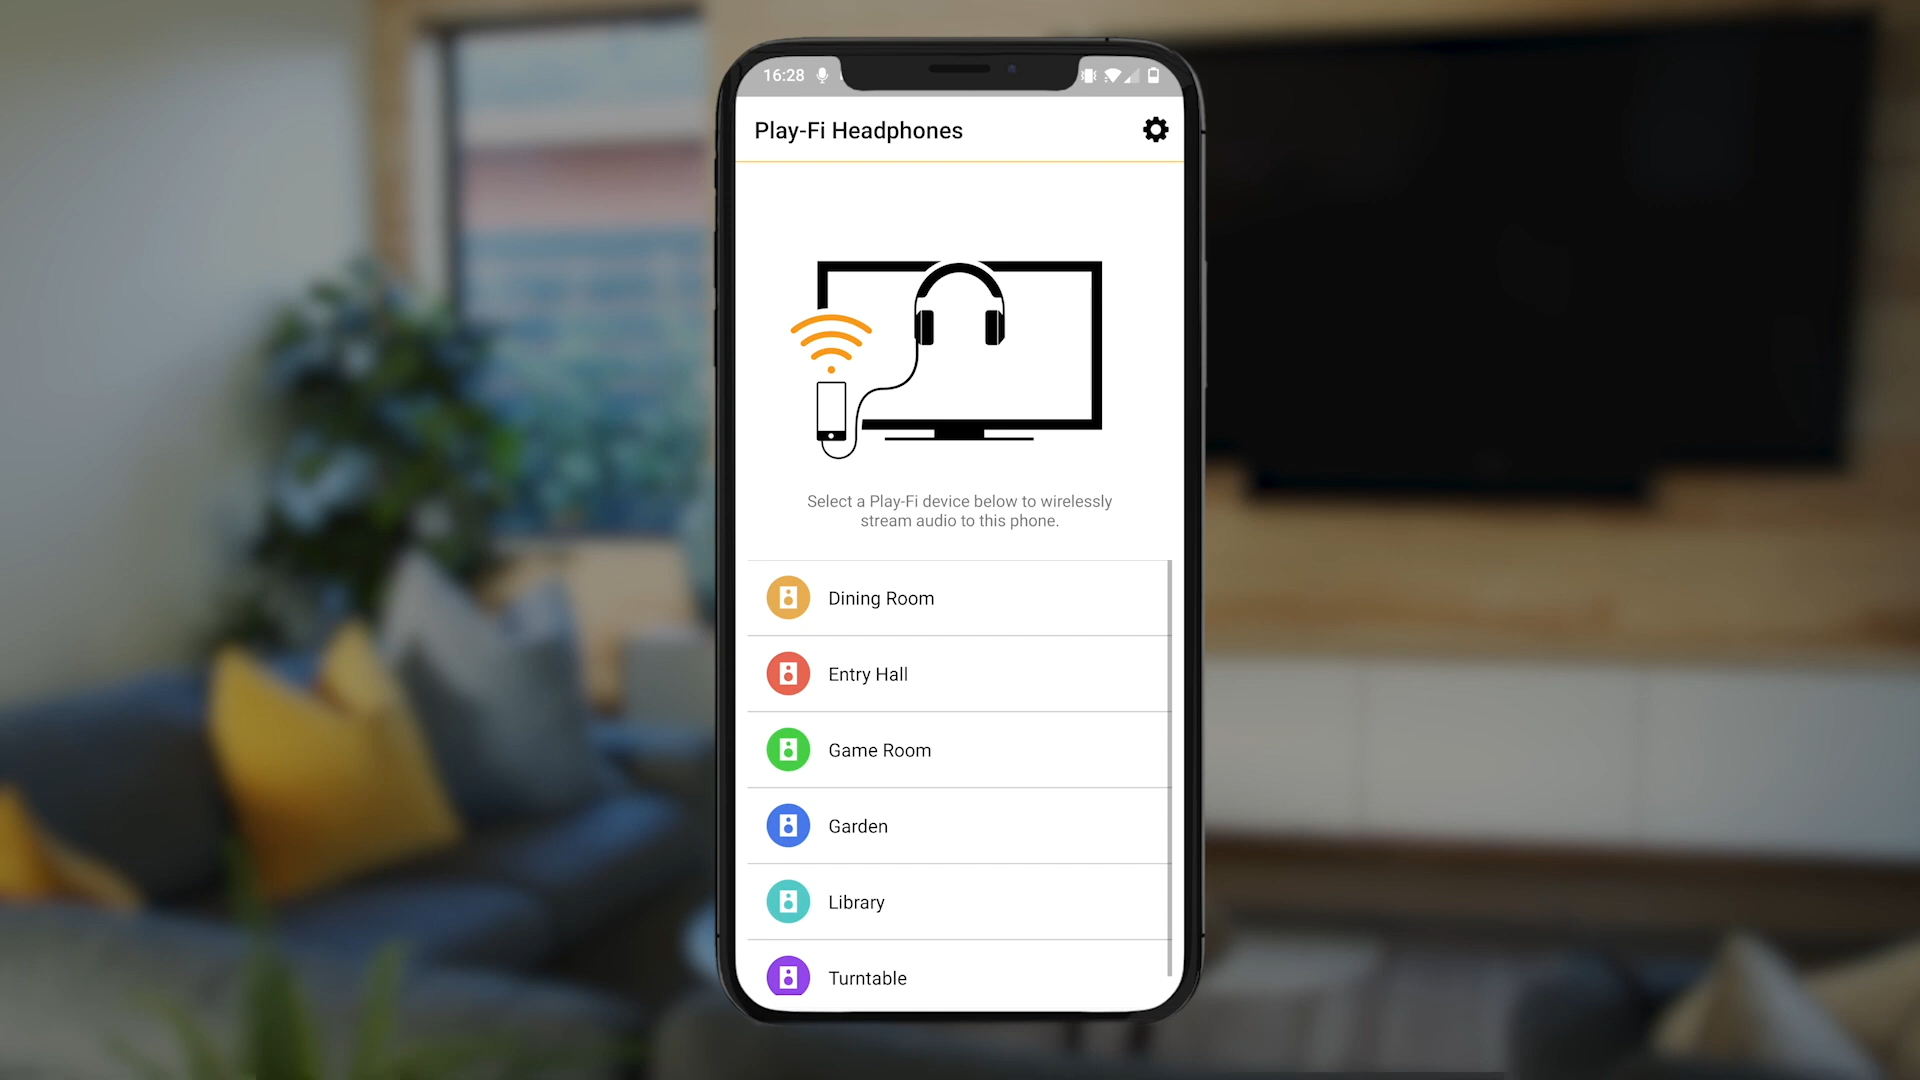 16:28
Play-Fi Headphones
Select a Play-Fi device below to wirelessly
stream audio to this phone.
Dining Room
Entry Hall
Game Room
Garden
Library
Turntable